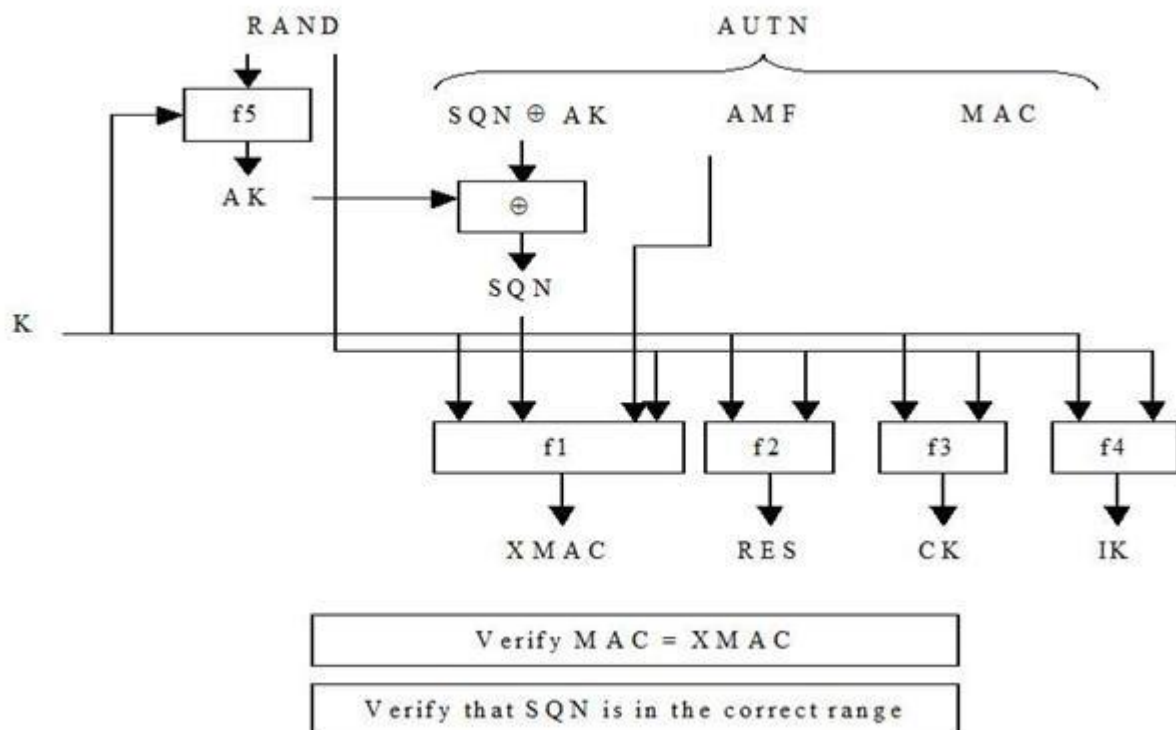 RAND
AUTN
f5
SQN ⊕ AK
AMF
MAC
AK
⊕
SQN
K
f1
f2
f3
f4
XMAC
RES
CK
IK
Verify MAC = XMAC
Verify that SQN is in the correct range